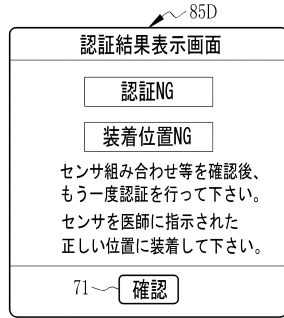 85D
認証結果表示画面
認証NG
装着位置NG
センサ組み合わせ等を確認後、
もう一度認証を行って下さい。
センサを医師に指示された
正しい位置に装着して下さい。
71 確認